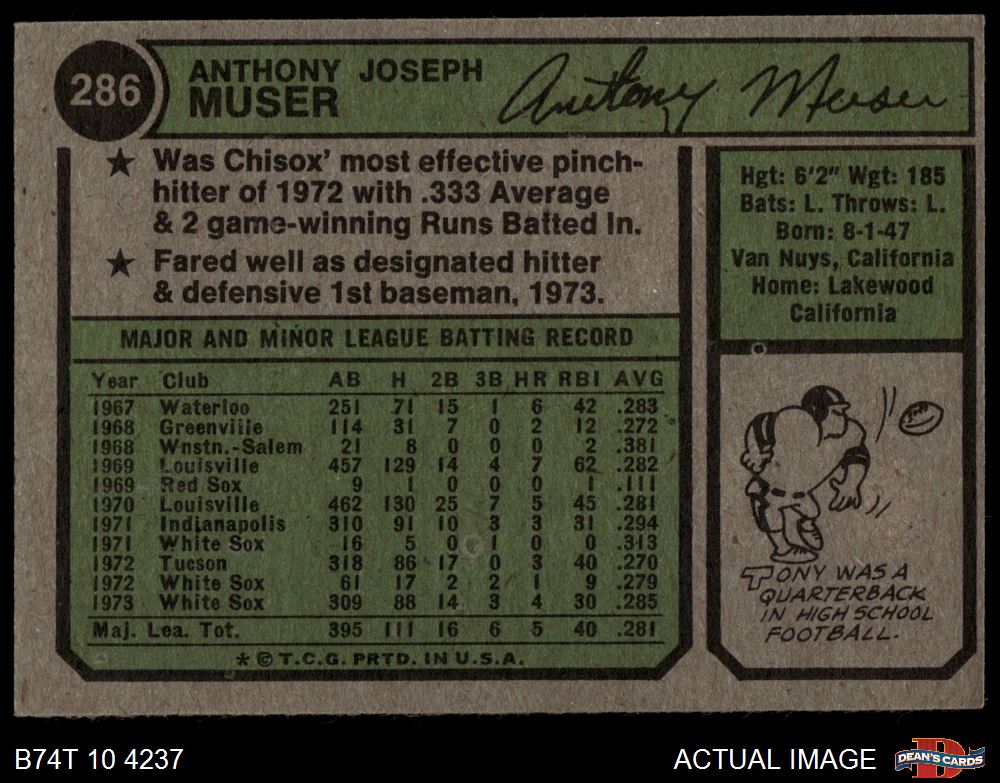 286
ANTHONY JOSEPH
MUSER
Anthony Muser
★ Was Chisox' most effective pinch-
hitter of 1972 with .333 Average
& 2 game-winning Runs Batted In.
★ Fared well as designated hitter
& defensive 1st baseman, 1973.
Hgt: 6'2" Wgt: 185
Bats: L. Throws: L.
Born: 8-1-47
Van Nuys, California
Home: Lakewood
California
MAJOR AND MINOR LEAGUE BATTING RECORD
Year Club AB H 2B 3B HR RBI AVG
1967 Waterloo 251 71 15 1 6 42 .283
1968 Greenville 114 31 7 0 2 12 .272
1968 Wnstn.-Salem 21 8 0 0 0 2 .381
1969 Louisville 457 129 14 4 7 62 .282
1969 Red Sox 9 1 0 0 0 1 .111
1970 Louisville 462 130 25 7 5 45 .281
1971 Indianapolis 310 91 10 3 3 31 .294
1971 White Sox 16 5 0 1 0 0 .313
1972 Tucson 318 86 17 0 3 40 .270
1972 White Sox 61 17 2 2 1 9 .279
1973 White Sox 309 88 14 3 4 30 .285
Maj. Lea. Tot. 395 111 16 6 5 40 .281
* © T.C.G. PRTD. IN U.S.A.
TONY WAS A
QUARTERBACK
IN HIGH SCHOOL
FOOTBALL.
B74T 10 4237
ACTUAL IMAGE
D
DEAN'S CARDS